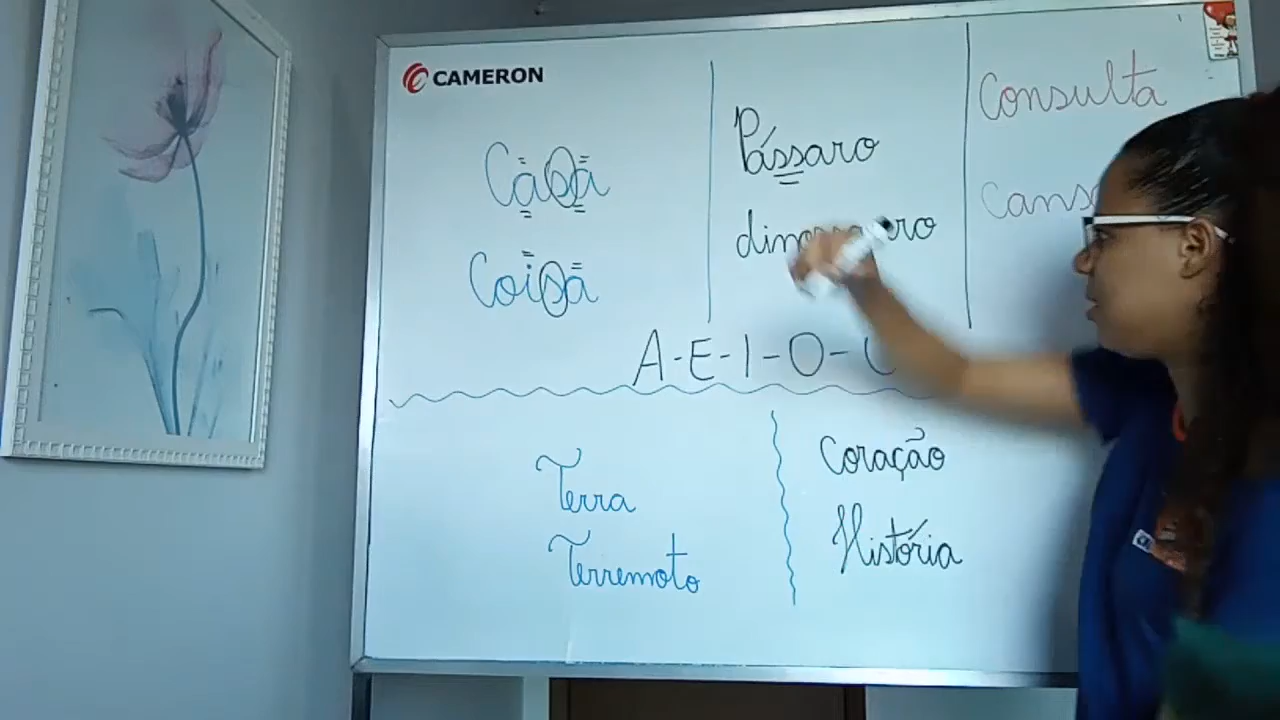 CAMERON
Casa
Coisa
Pássaro
Consulta
A-E-I-O-
Terra
Terremoto
Coração
História